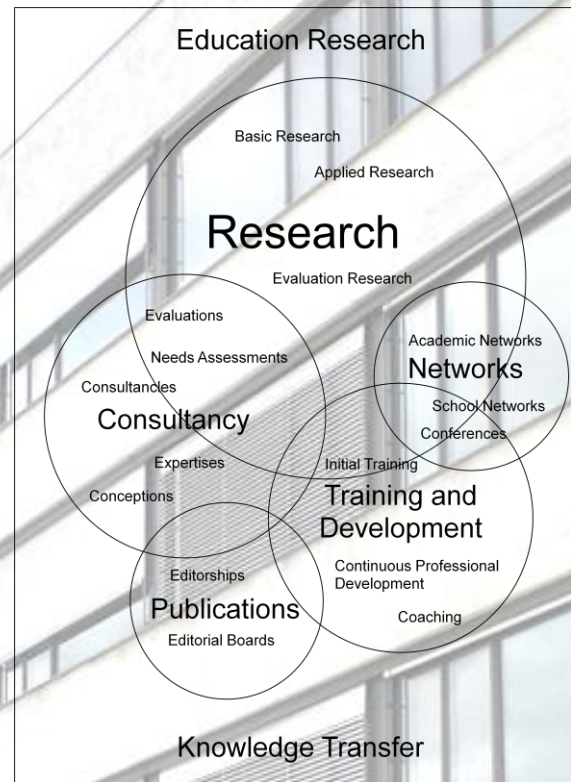 Education Research
Basic Research
Applied Research
Research
Evaluation Research
Evaluations
Academic Networks
Needs Assessments
Networks
Consultancles
School Networks
Consultancy
Conferences
Expertises
Initial Training
Conceptions
Training and
Development
Continuous Professional
Development
Editorships
Publications
Coaching
Editorial Boards
Knowledge Transfer